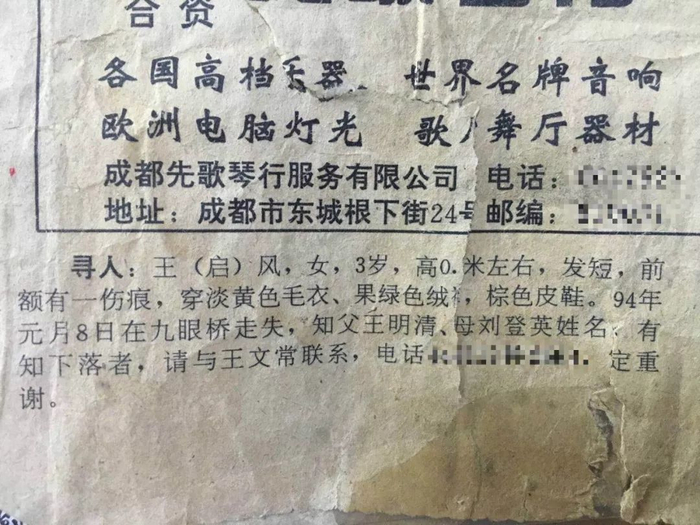 合资
各国高档乐器 世界名牌音响
欧洲电脑灯光 歌舞厅器材
成都先歌琴行服务有限公司 电话：
地址：成都市东城根下街24号 邮编：
寻人：王（启）风，女，3岁，高0.米左右，发短，前
额有一伤痕，穿淡黄色毛衣、果绿色绒，棕色皮鞋。94年
元月8日在九眼桥走失，知父王明清、母刘登英姓名。有
知下落者，请与王文常联系，电话 定重
谢。